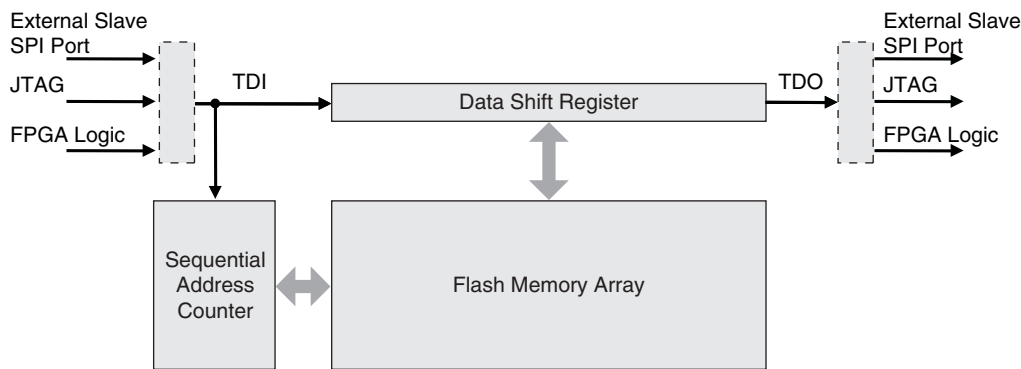 External Slave
SPI Port
JTAG
FPGA Logic
TDI
Data Shift Register
TDO
External Slave
SPI Port
JTAG
FPGA Logic
Sequential
Address
Counter
Flash Memory Array